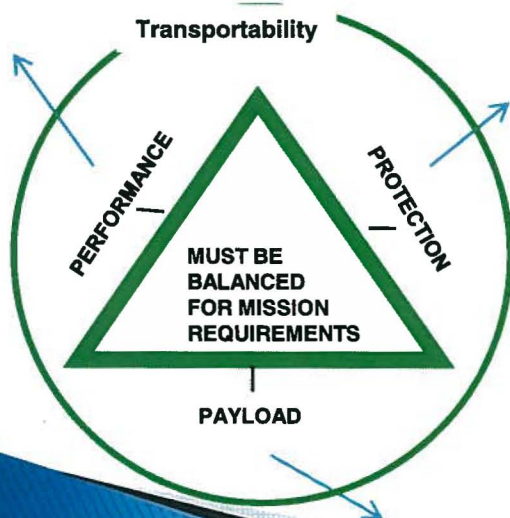 Transportability
PERFORMANCE
PROTECTION
MUST BE
BALANCED
FOR MISSION
REQUIREMENTS
PAYLOAD